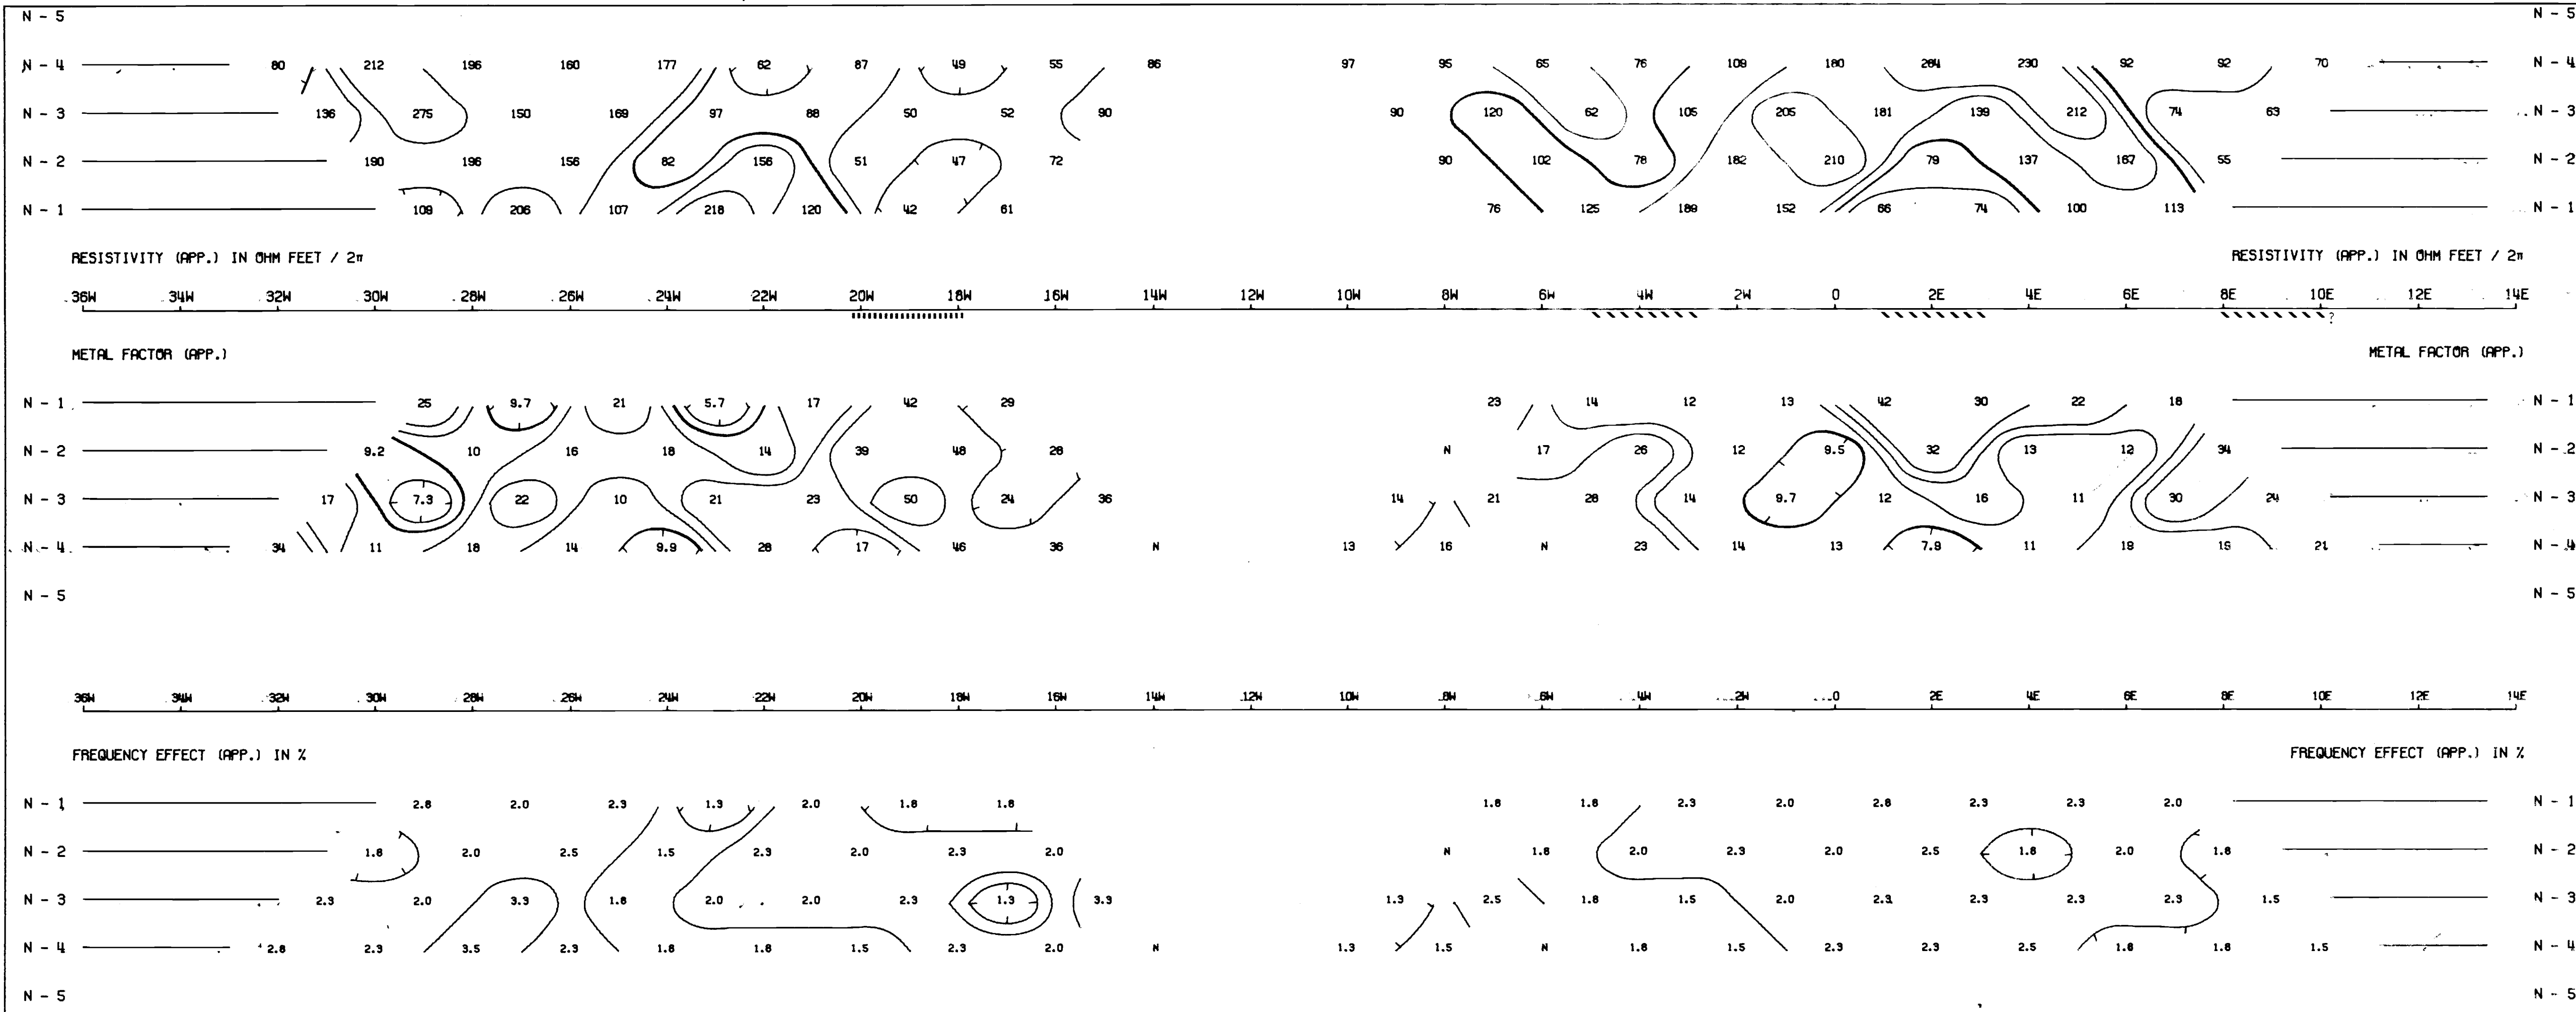 N - 5 N - 5
N - 4 80 212 196 160 177 62 87 49 55 86 97 95 65 76 109 180 264 230 92 92 70 N - 4
N - 3 136 275 150 169 97 88 50 52 90 90 120 62 105 205 181 139 212 74 63 N - 3
N - 2 190 196 156 82 156 51 47 72 90 102 78 182 210 79 137 167 55 N - 2
N - 1 109 206 107 218 120 42 61 76 125 189 152 66 74 100 113 N - 1
RESISTIVITY (APP.) IN OHM FEET / 2π RESISTIVITY (APP.) IN OHM FEET / 2π
36W 34W 32W 30W 28W 26W 24W 22W 20W 18W 16W 14W 12W 10W 8W 6W 4W 2W 0 2E 4E 6E 8E 10E 12E 14E
?
METAL FACTOR (APP.) METAL FACTOR (APP.)
N - 1 25 9.7 21 5.7 17 42 29 23 14 12 13 42 30 22 18 N - 1
N - 2 9.2 10 16 18 14 39 48 28 N 17 26 12 9.5 32 13 12 34 N - 2
N - 3 17 7.3 22 10 21 23 50 24 36 14 21 28 14 9.7 12 16 11 30 24 N - 3
N - 4 34 11 18 14 9.9 28 17 46 36 N 13 16 N 23 14 13 7.9 11 19 19 21 N - 4
N - 5 N - 5
36W 34W 32W 30W 28W 26W 24W 22W 20W 18W 16W 14W 12W 10W 8W 6W 4W 2W 0 2E 4E 6E 8E 10E 12E 14E
FREQUENCY EFFECT (APP.) IN % FREQUENCY EFFECT (APP.) IN %
N - 1 2.8 2.0 2.3 1.3 2.0 1.8 1.8 1.8 1.8 2.3 2.0 2.8 2.3 2.3 2.0 N - 1
N - 2 1.8 2.0 2.5 1.5 2.3 2.0 2.3 2.0 N 1.8 2.0 2.3 2.0 2.5 1.8 2.0 1.8 N - 2
N - 3 2.3 2.0 3.3 1.8 2.0 2.0 2.3 1.3 3.3 1.3 2.5 1.8 1.5 2.0 2.3 2.3 2.3 2.3 1.5 N - 3
N - 4 2.8 2.3 3.5 2.3 1.8 1.8 1.5 2.3 2.0 N 1.3 1.5 N 1.8 1.5 2.3 2.3 2.5 1.8 1.8 1.5 N - 4
N - 5 N - 5